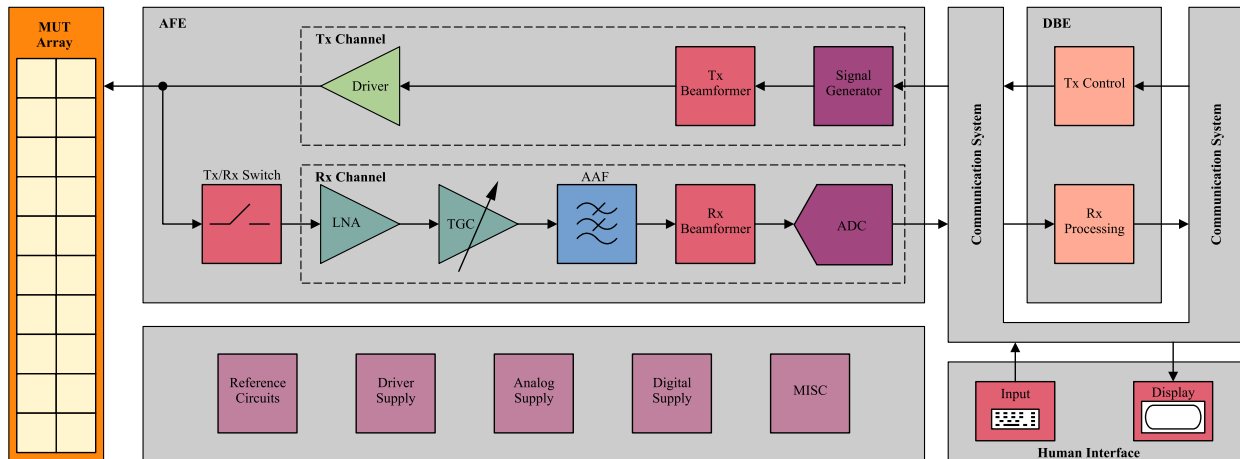 MUT
Array
AFE
Tx Channel
Driver
Tx
Beamformer
Signal
Generator
Tx/Rx Switch
Rx Channel
LNA
TGC
AAF
Rx
Beamformer
ADC
Communication System
DBE
Tx Control
Rx
Processing
Communication System
Reference
Circuits
Driver
Supply
Analog
Supply
Digital
Supply
MISC
Input
Display
Human Interface